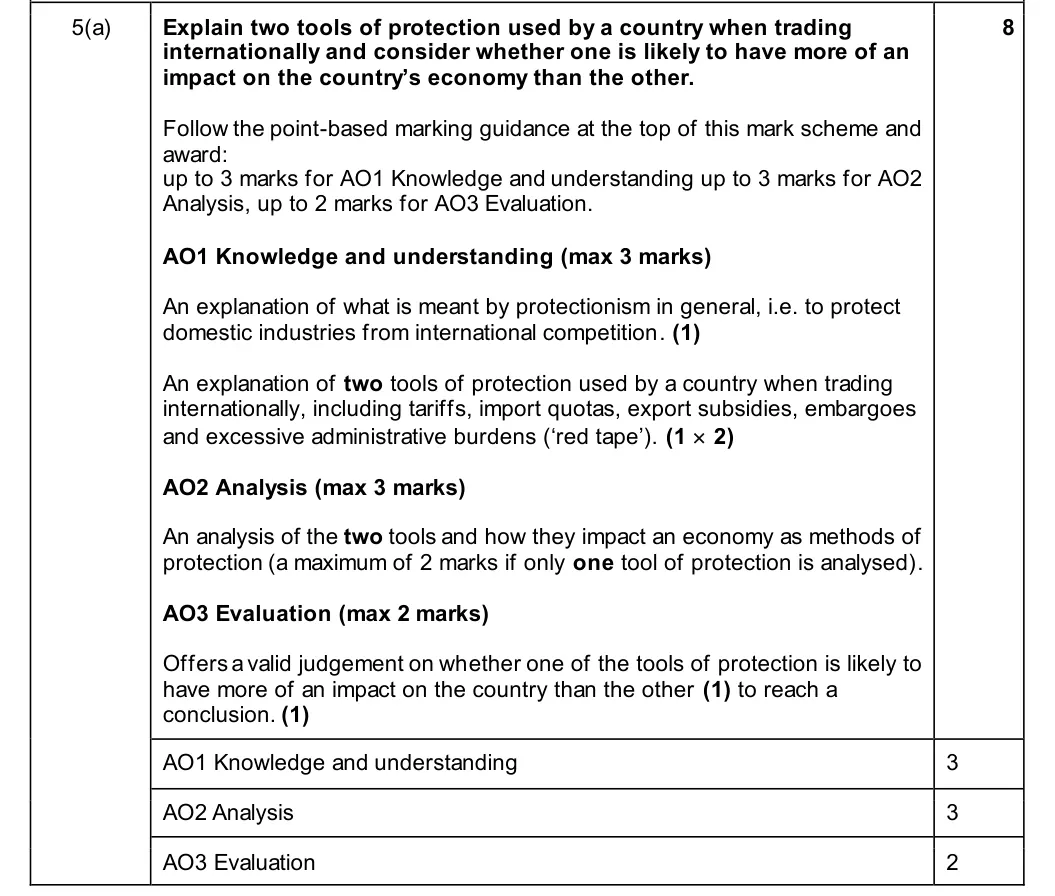 5(a)
Explain two tools of protection used by a country when trading
internationally and consider whether one is likely to have more of an
impact on the country's economy than the other.
8
Follow the point-based marking guidance at the top of this mark scheme and
award:
up to 3 marks for AO1 Knowledge and understanding up to 3 marks for AO2
Analysis, up to 2 marks for AO3 Evaluation.
AO1 Knowledge and understanding (max 3 marks)
An explanation of what is meant by protectionism in general, i.e. to protect
domestic industries from international competition. (1)
An explanation of two tools of protection used by a country when trading
internationally, including tariffs, import quotas, export subsidies, embargoes
and excessive administrative burdens ('red tape'). (1 × 2)
AO2 Analysis (max 3 marks)
An analysis of the two tools and how they impact an economy as methods of
protection (a maximum of 2 marks if only one tool of protection is analysed).
AO3 Evaluation (max 2 marks)
Offers a valid judgement on whether one of the tools of protection is likely to
have more of an impact on the country than the other (1) to reach a
conclusion. (1)
AO1 Knowledge and understanding 3
AO2 Analysis 3
AO3 Evaluation 2